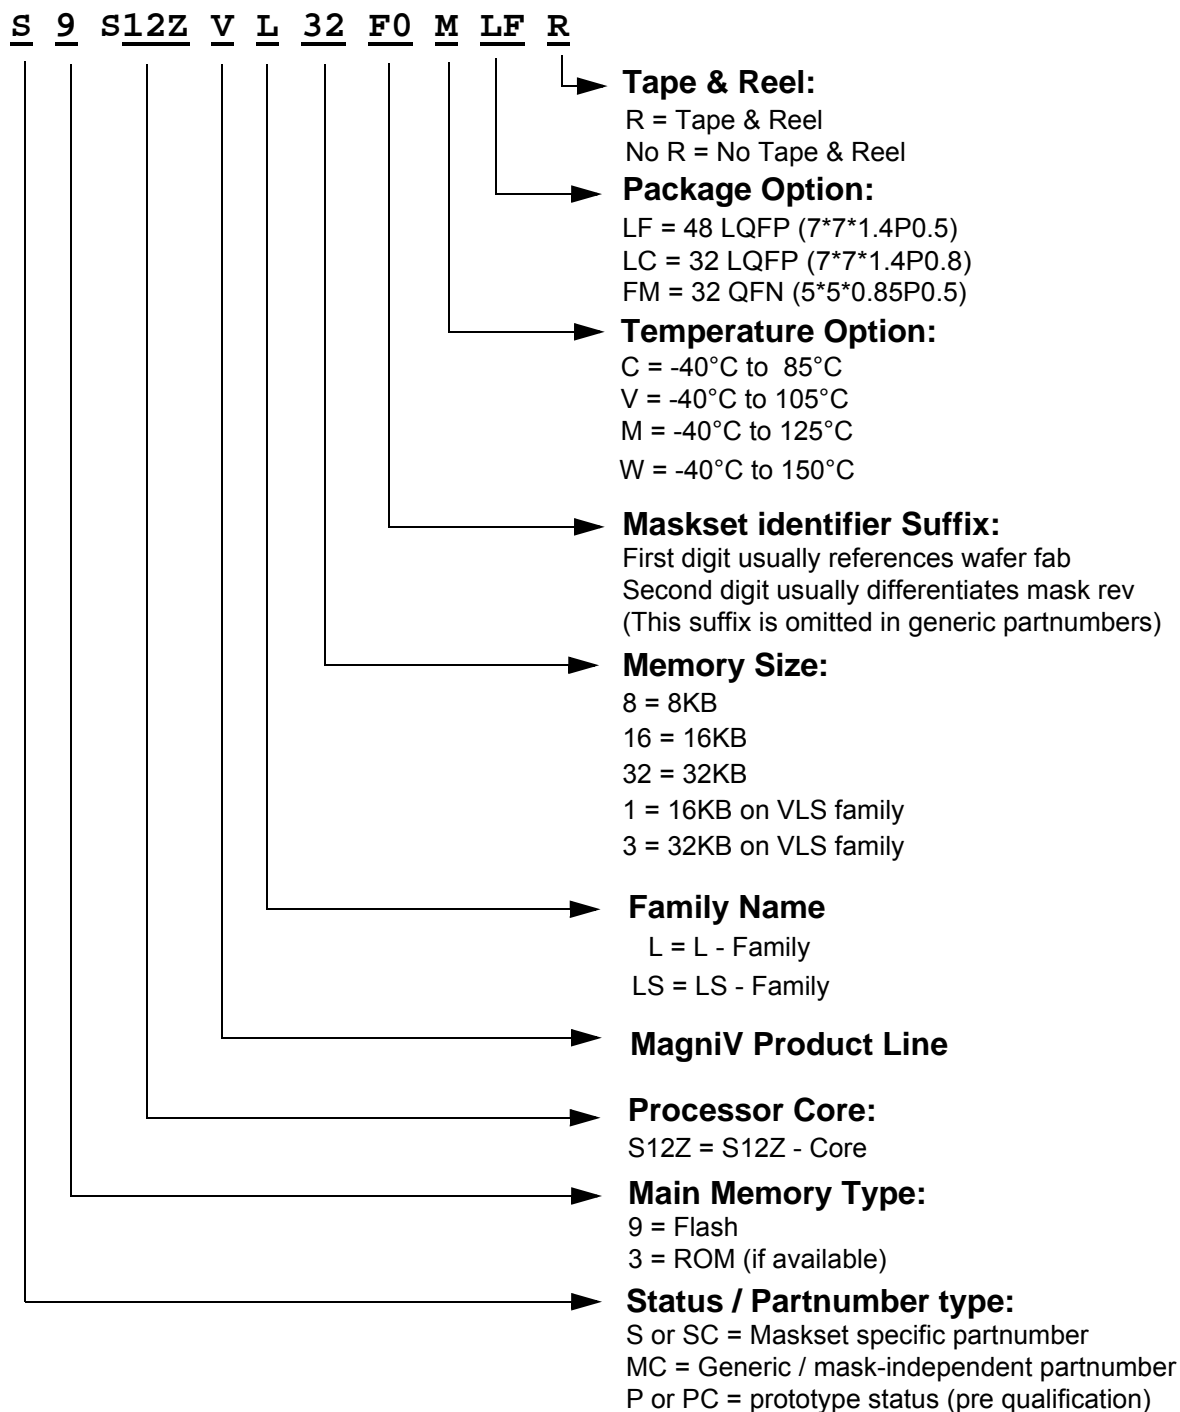 S 9 S12Z V L 32 F0 M LF R
Tape & Reel:
R = Tape & Reel
No R = No Tape & Reel
Package Option:
LF = 48 LQFP (7*7*1.4P0.5)
LC = 32 LQFP (7*7*1.4P0.8)
FM = 32 QFN (5*5*0.85P0.5)
Temperature Option:
C = -40°C to 85°C
V = -40°C to 105°C
M = -40°C to 125°C
W = -40°C to 150°C
Maskset identifier Suffix:
First digit usually references wafer fab
Second digit usually differentiates mask rev
(This suffix is omitted in generic partnumbers)
Memory Size:
8 = 8KB
16 = 16KB
32 = 32KB
1 = 16KB on VLS family
3 = 32KB on VLS family
Family Name
L = L - Family
LS = LS - Family
MagniV Product Line
Processor Core:
S12Z = S12Z - Core
Main Memory Type:
9 = Flash
3 = ROM (if available)
Status / Partnumber type:
S or SC = Maskset specific partnumber
MC = Generic / mask-independent partnumber
P or PC = prototype status (pre qualification)